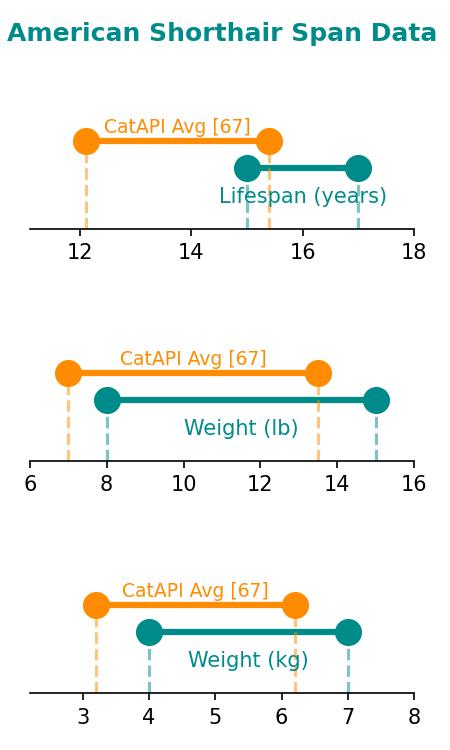 American Shorthair Span Data
CatAPI Avg [67]
Lifespan (years)
12 14 16 18
CatAPI Avg [67]
Weight (lb)
6 8 10 12 14 16
CatAPI Avg [67]
Weight (kg)
3 4 5 6 7 8